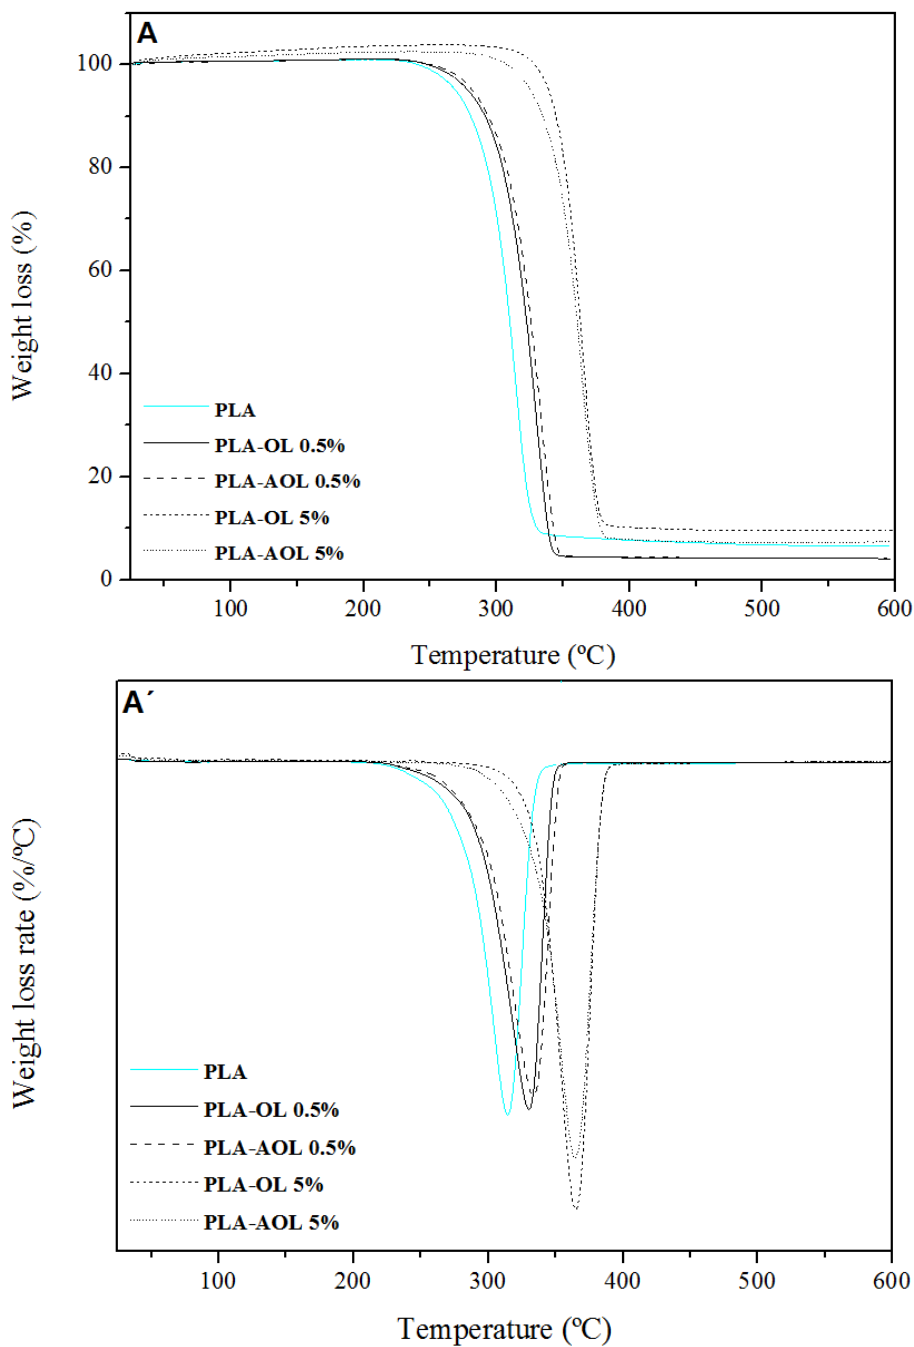 A
Weight loss (%)
100
80
60
40
20
0
PLA
PLA-OL 0.5%
PLA-AOL 0.5%
PLA-OL 5%
PLA-AOL 5%
100 200 300 400 500 600
Temperature (ºC)
A´
Weight loss rate (%/ºC)
PLA
PLA-OL 0.5%
PLA-AOL 0.5%
PLA-OL 5%
PLA-AOL 5%
100 200 300 400 500 600
Temperature (ºC)